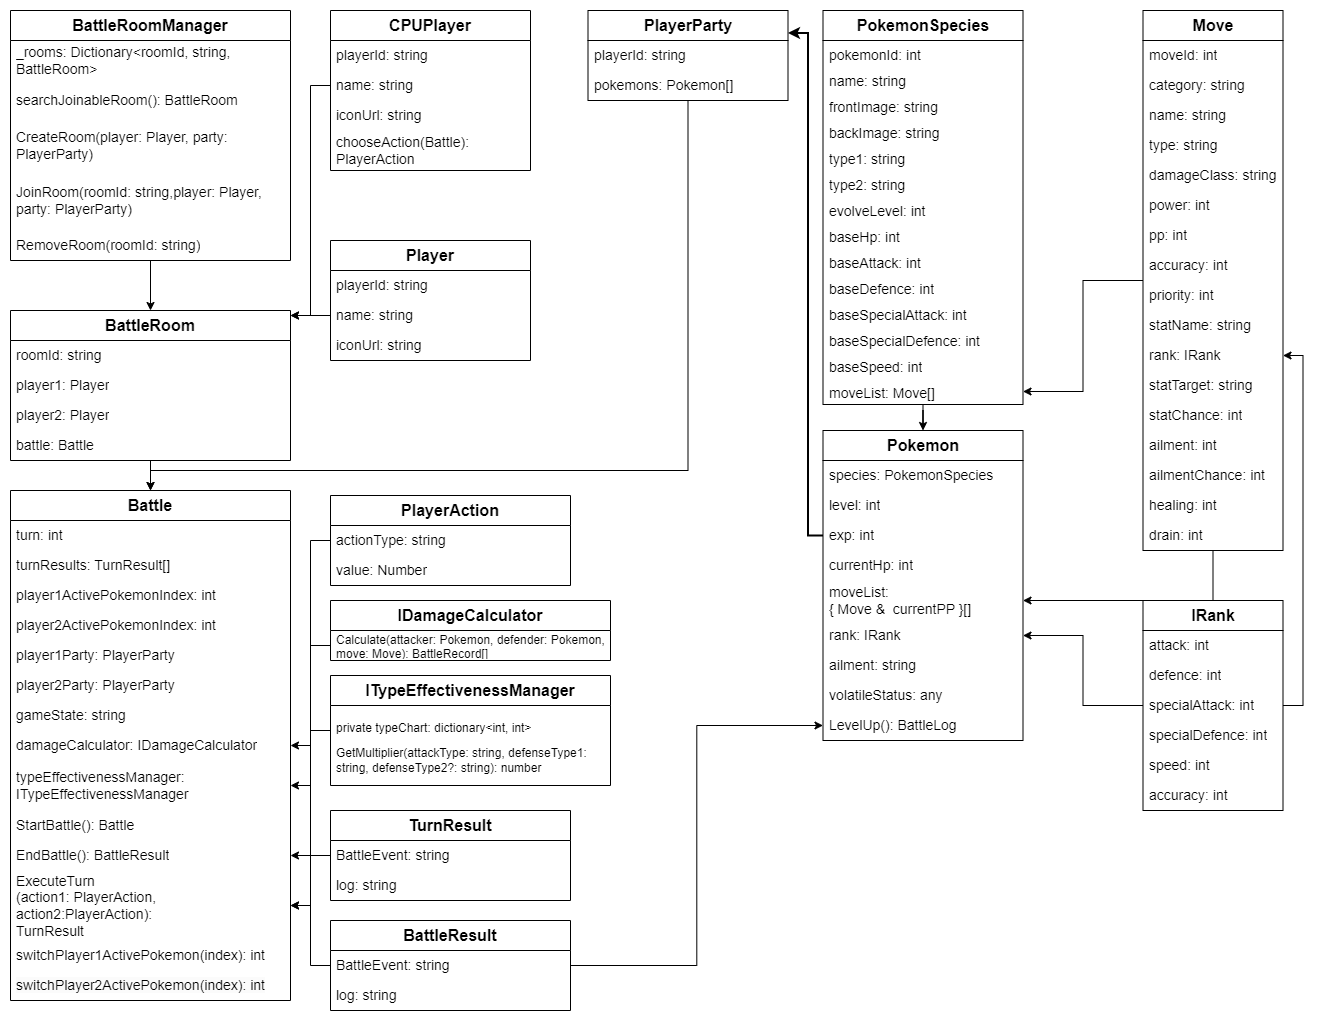 BattleRoomManager
_rooms: Dictionary<roomId, string,
BattleRoom>
searchJoinableRoom(): BattleRoom
CreateRoom(player: Player, party:
PlayerParty)
JoinRoom(roomId: string,player: Player,
party: PlayerParty)
RemoveRoom(roomId: string)
CPUPlayer
playerId: string
name: string
iconUrl: string
chooseAction(Battle):
PlayerAction
Player
playerId: string
name: string
iconUrl: string
BattleRoom
roomId: string
player1: Player
player2: Player
battle: Battle
PlayerParty
playerId: string
pokemons: Pokemon[]
PokemonSpecies
pokemonId: int
name: string
frontImage: string
backImage: string
type1: string
type2: string
evolveLevel: int
baseHp: int
baseAttack: int
baseDefence: int
baseSpecialAttack: int
baseSpecialDefence: int
baseSpeed: int
moveList: Move[]
Move
moveId: int
category: string
name: string
type: string
damageClass: string
power: int
pp: int
accuracy: int
priority: int
statName: string
rank: IRank
statTarget: string
statChance: int
ailment: int
ailmentChance: int
healing: int
drain: int
Battle
turn: int
turnResults: TurnResult[]
player1ActivePokemonIndex: int
player2ActivePokemonIndex: int
player1Party: PlayerParty
player2Party: PlayerParty
gameState: string
damageCalculator: IDamageCalculator
typeEffectivenessManager:
ITypeEffectivenessManager
StartBattle(): Battle
EndBattle(): BattleResult
ExecuteTurn
(action1: PlayerAction,
action2:PlayerAction):
TurnResult
switchPlayer1ActivePokemon(index): int
switchPlayer2ActivePokemon(index): int
PlayerAction
actionType: string
value: Number
IDamageCalculator
Calculate(attacker: Pokemon, defender: Pokemon,
move: Move): BattleRecord[]
ITypeEffectivenessManager
private typeChart: dictionary<int, int>
GetMultiplier(attackType: string, defenseType1:
string, defenseType2?: string): number
TurnResult
BattleEvent: string
log: string
BattleResult
BattleEvent: string
log: string
Pokemon
species: PokemonSpecies
level: int
exp: int
currentHp: int
moveList:
{ Move &  currentPP }[]
rank: IRank
ailment: string
volatileStatus: any
LevelUp(): BattleLog
IRank
attack: int
defence: int
specialAttack: int
specialDefence: int
speed: int
accuracy: int